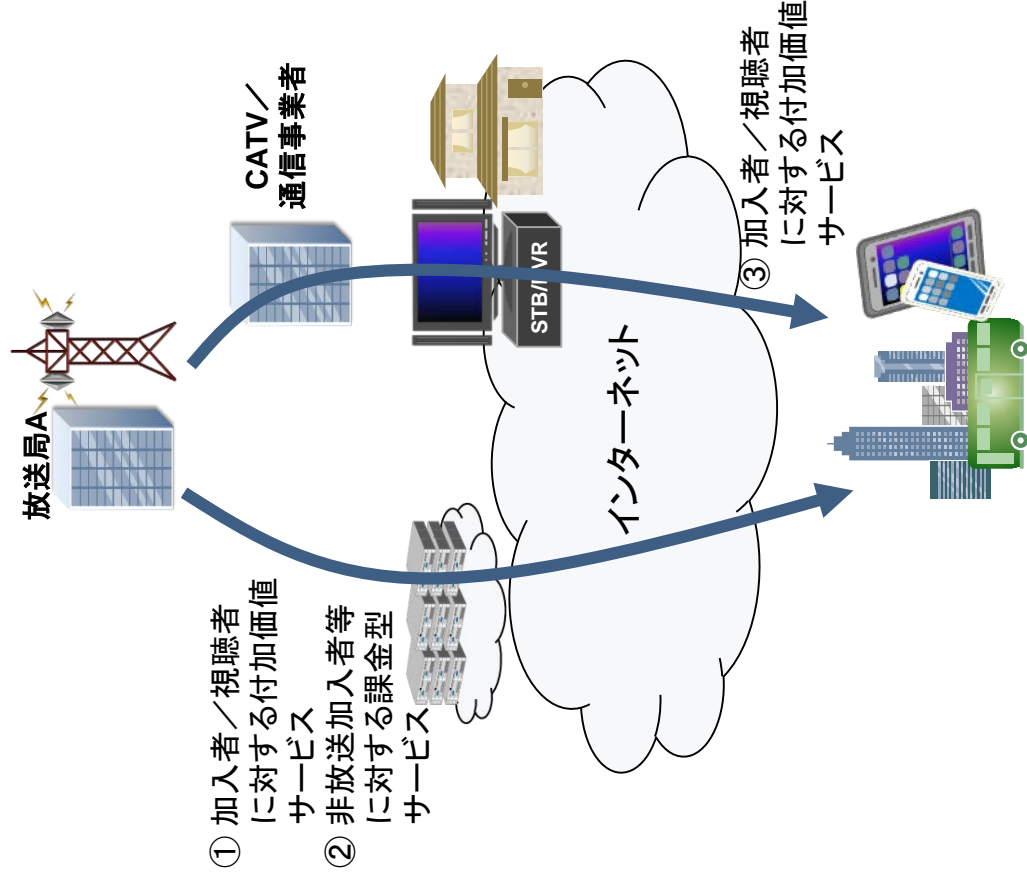 放送局A
CATV／
通信事業者
① 加入者／視聴者
に対する付加価値
サービス
② 非放送加入者等
に対する課金型
サービス
インターネット
③ 加入者／視聴者
に対する付加価値
サービス